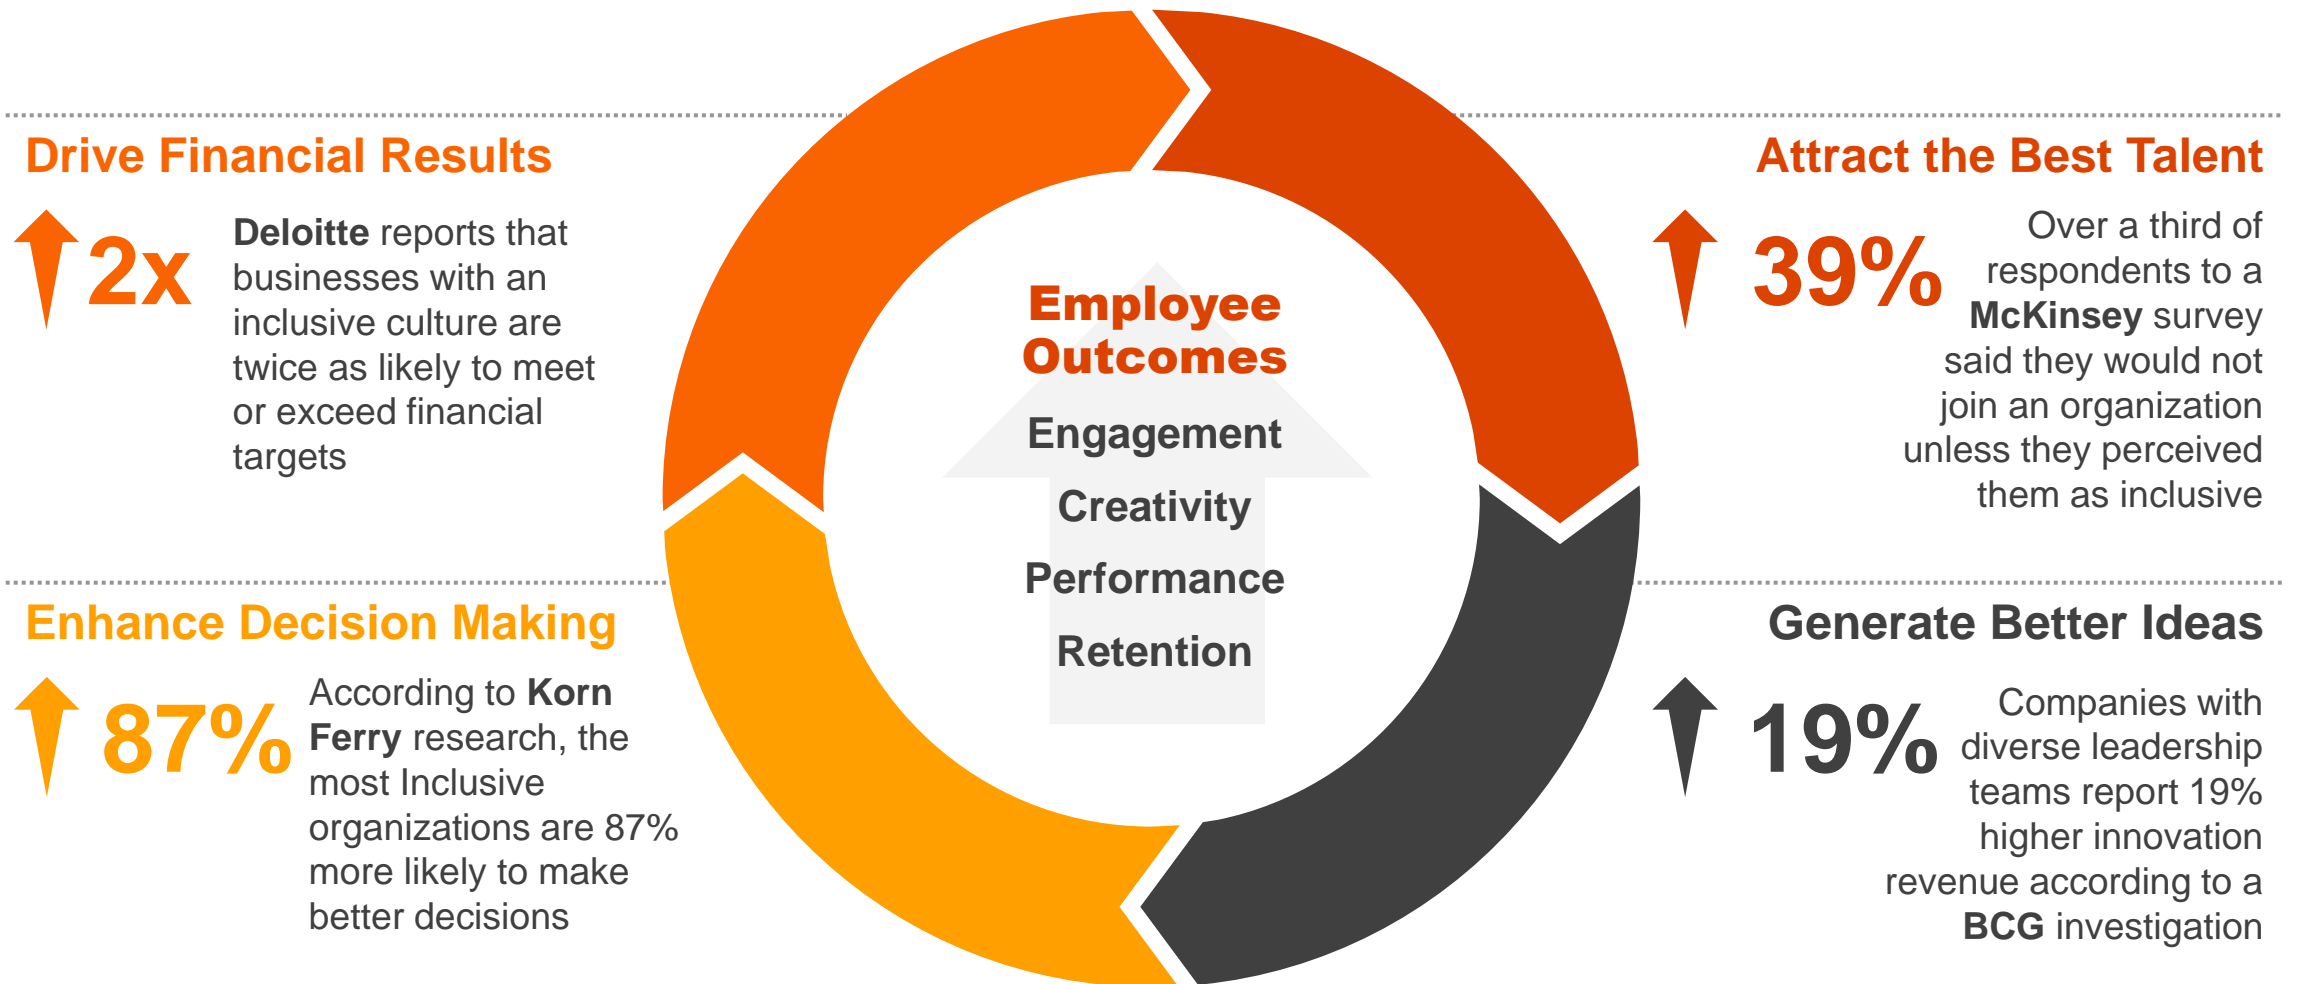 Drive Financial Results
2x
Deloitte reports that
businesses with an
inclusive culture are
twice as likely to meet
or exceed financial
targets
Attract the Best Talent
39%
Over a third of
respondents to a
McKinsey survey
said they would not
join an organization
unless they perceived
them as inclusive
Employee
Outcomes
Engagement
Creativity
Performance
Retention
Enhance Decision Making
87%
According to Korn
Ferry research, the
most Inclusive
organizations are 87%
more likely to make
better decisions
Generate Better Ideas
19%
Companies with
diverse leadership
teams report 19%
higher innovation
revenue according to a
BCG investigation